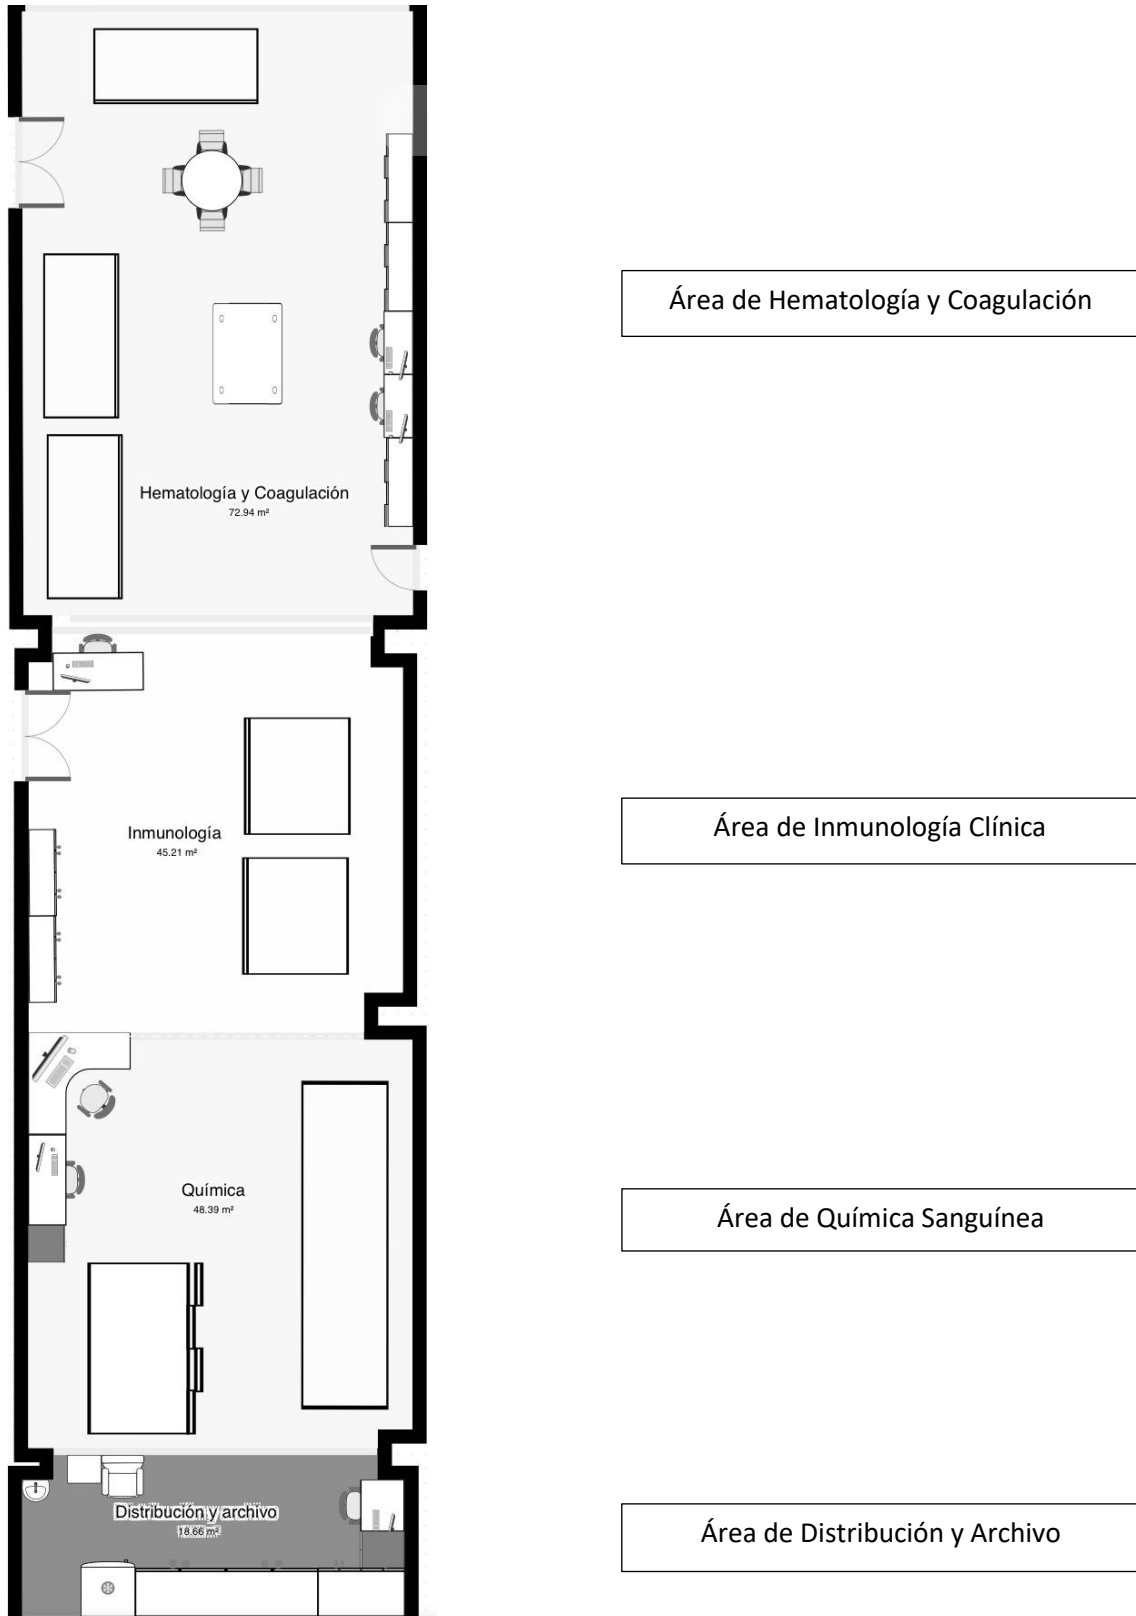 Área de Hematología y Coagulación
Hematología y Coagulación
72.94 m²
Inmunología
45.21 m²
Área de Inmunología Clínica
Química
48.39 m²
Área de Química Sanguínea
Distribución y archivo
18.66 m²
Área de Distribución y Archivo